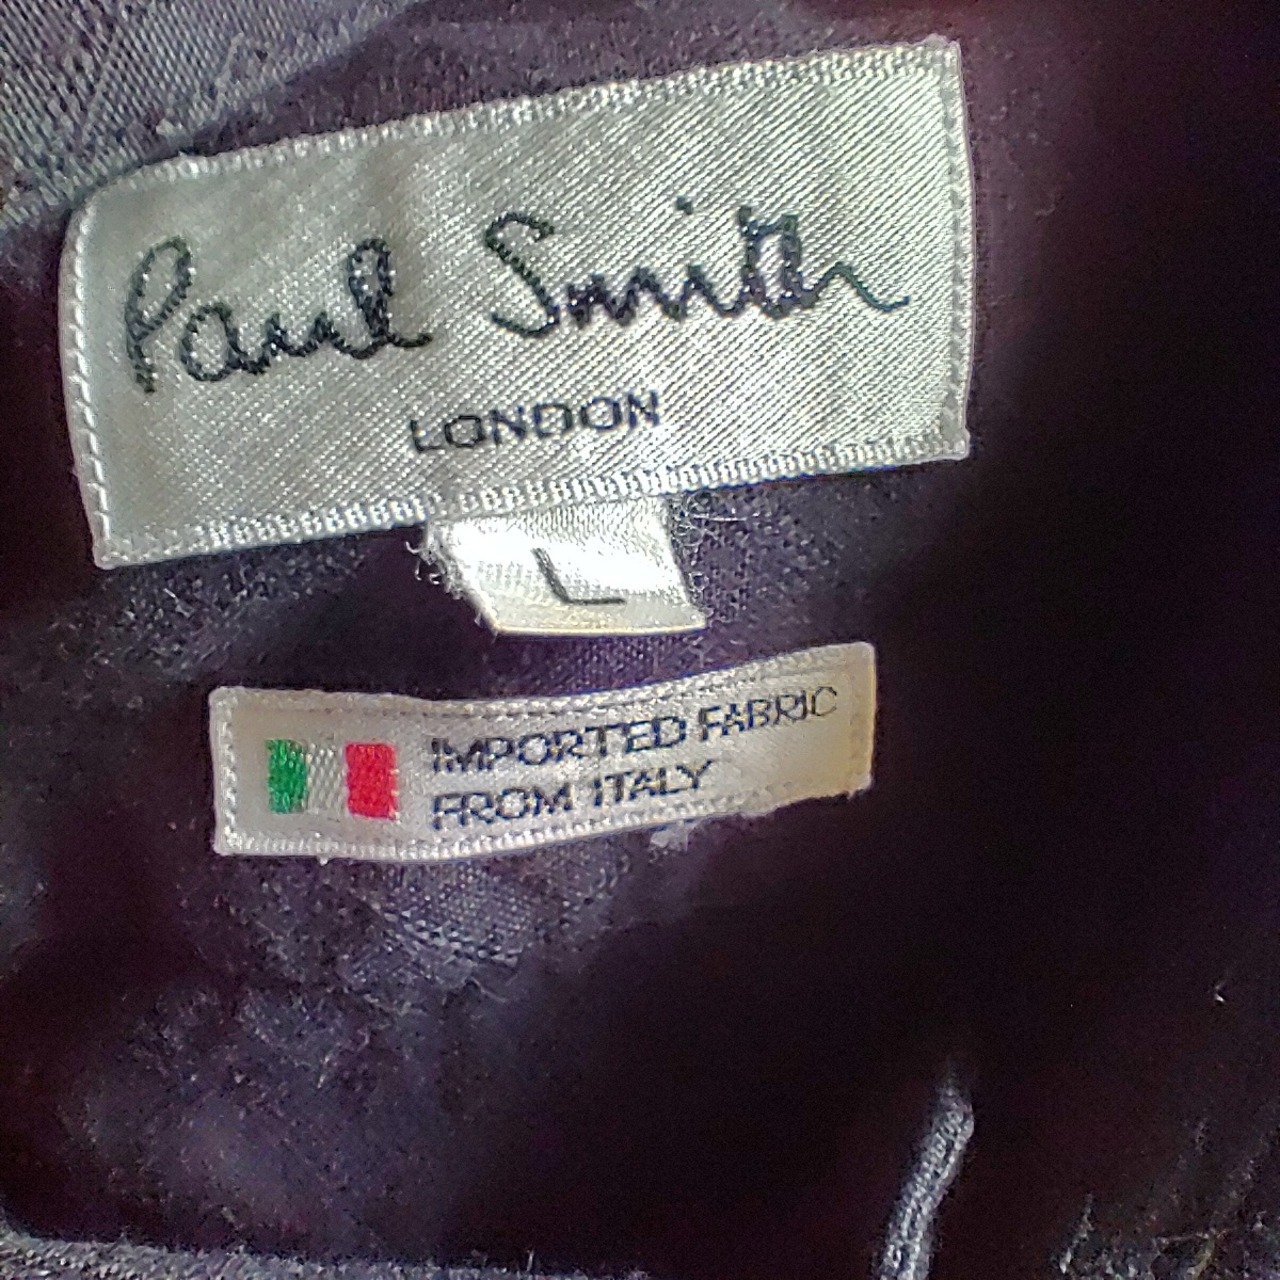 Paul Smith
LONDON
L
IMPORTED FABRIC
FROM ITALY